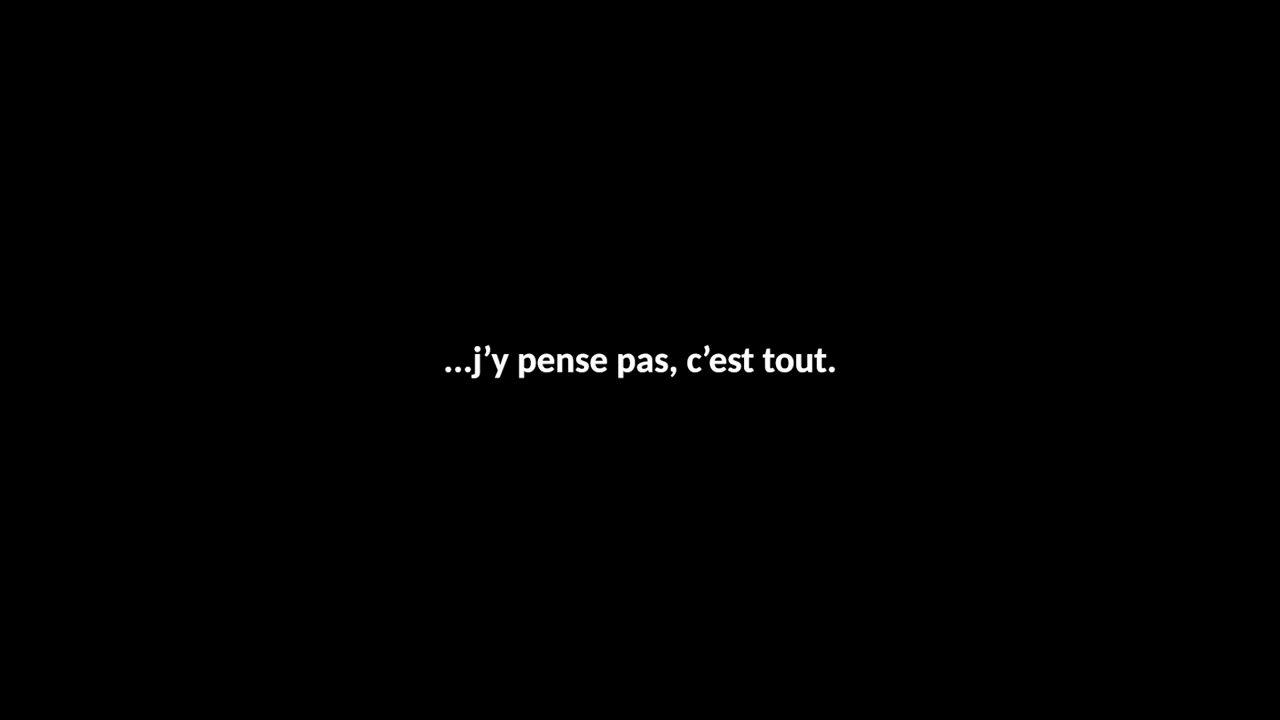 ...j’y pense pas, c’est tout.